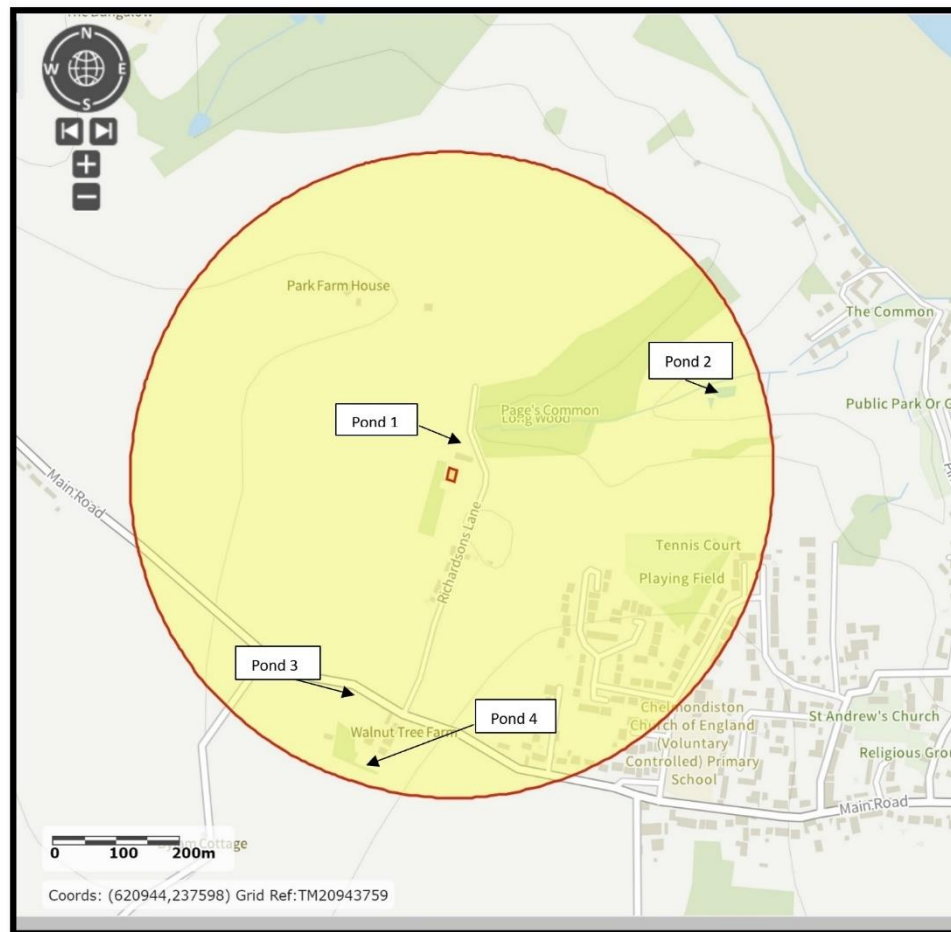 The Bungalow
N
W
E
S
Park Farm House
The Common
Pond 2
Page's Common
Long Wood
Public Park Or G
Pond 1
Main Road
Richardsons Lane
Tennis Court
Playing Field
Pond 3
Pond 4
Walnut Tree Farm
Chelmondiston
Church of England
(Voluntary
Controlled) Primary
School
St Andrew's Church
Religious Gro
Main Road
Cottage
0 100 200m
Coords: (620944,237598) Grid Ref:TM20943759